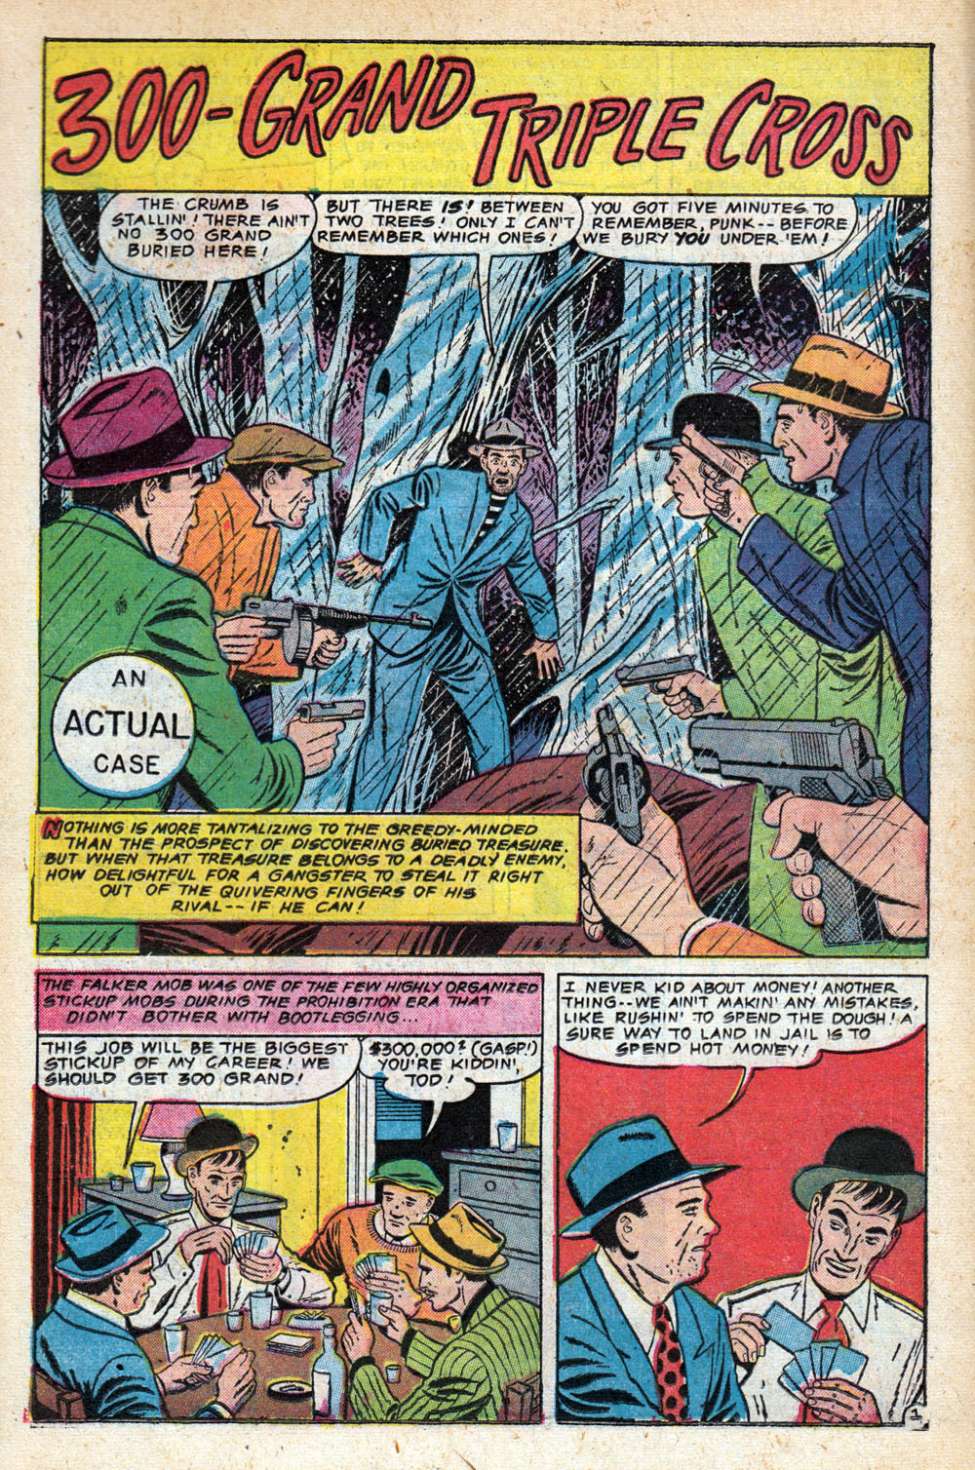 300-GRAND
TRIPLE CROSS
THE CRUMB IS
STALLIN'! THERE AIN'T
NO 300 GRAND
BURIED HERE!
BUT THERE IS! BETWEEN
TWO TREES! ONLY I CAN'T
REMEMBER WHICH ONES!
YOU GOT FIVE MINUTES TO
REMEMBER, PUNK-- BEFORE
WE BURY YOU UNDER 'EM!
AN
ACTUAL
CASE
NOTHING IS MORE TANTALIZING TO THE GREEDY-MINDED
THAN THE PROSPECT OF DISCOVERING BURIED TREASURE.
BUT WHEN THAT TREASURE BELONGS TO A DEADLY ENEMY,
HOW DELIGHTFUL FOR A GANGSTER TO STEAL IT RIGHT
OUT OF THE QUIVERING FINGERS OF HIS
RIVAL-- IF HE CAN!
THE FALKER MOB WAS ONE OF THE FEW HIGHLY ORGANIZED
STICKUP MOBS DURING THE PROHIBITION ERA THAT
DIDN'T BOTHER WITH BOOTLEGGING...
THIS JOB WILL BE THE BIGGEST
STICKUP OF MY CAREER! WE
SHOULD GET 300 GRAND!
$300,000? (GASP!)
YOU'RE KIDDIN',
TOD!
I NEVER KID ABOUT MONEY! ANOTHER
THING--WE AIN'T MAKIN' ANY MISTAKES,
LIKE RUSHIN' TO SPEND THE DOUGH! A
SURE WAY TO LAND IN JAIL IS TO
SPEND HOT MONEY!
1